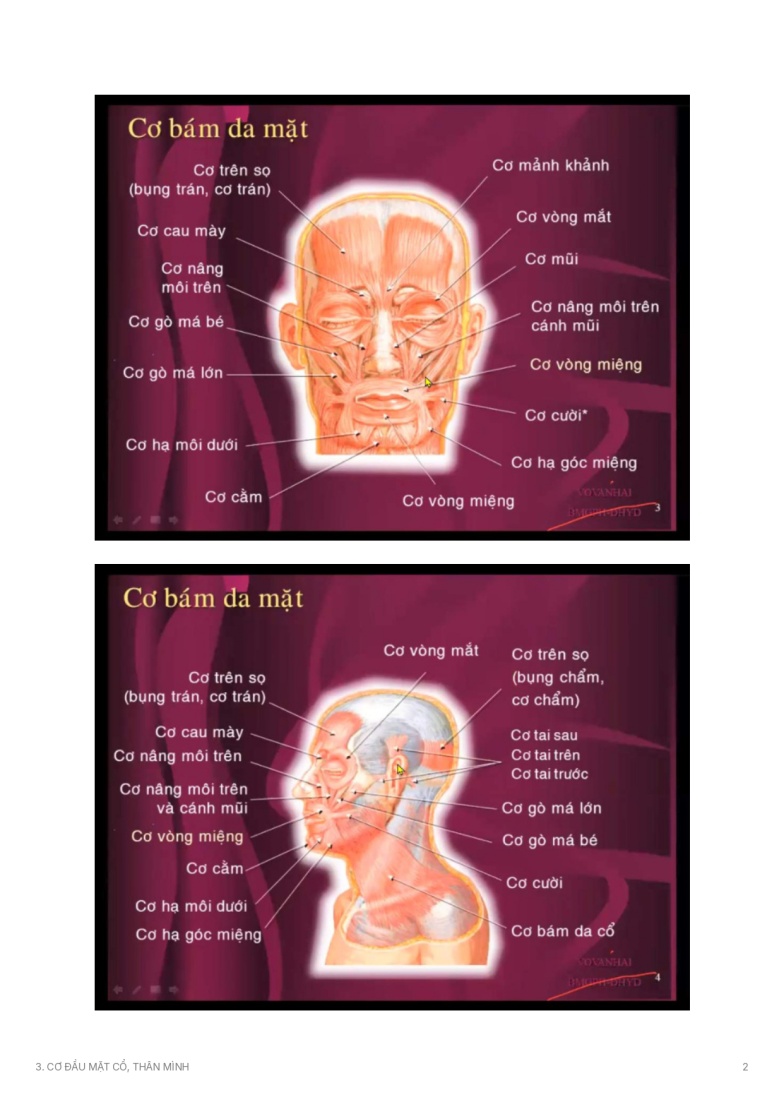 Cơ bám da mặt
Cơ trên sọ
(bụng trán, cơ trán)
Cơ cau mày
Cơ nâng
môi trên
Cơ gò má bé
Cơ gò má lớn
Cơ hạ môi dưới
Cơ cằm
Cơ mảnh khảnh
Cơ vòng mắt
Cơ mũi
Cơ nâng môi trên
cánh mũi
Cơ vòng miệng
Cơ cười*
Cơ hạ góc miệng
Cơ vòng miệng
3
Cơ bám da mặt
Cơ vòng mắt
Cơ trên sọ
(bụng trán, cơ trán)
Cơ cau mày
Cơ nâng môi trên
Cơ nâng môi trên
và cánh mũi
Cơ vòng miệng
Cơ cằm
Cơ hạ môi dưới
Cơ hạ góc miệng
Cơ trên sọ
(bụng chẩm,
cơ chẩm)
Cơ tai sau
Cơ tai trên
Cơ tai trước
Cơ gò má lớn
Cơ gò má bé
Cơ cười
Cơ bám da cổ
4
3. CƠ ĐẦU MẶT CỔ, THÂN MÌNH
2